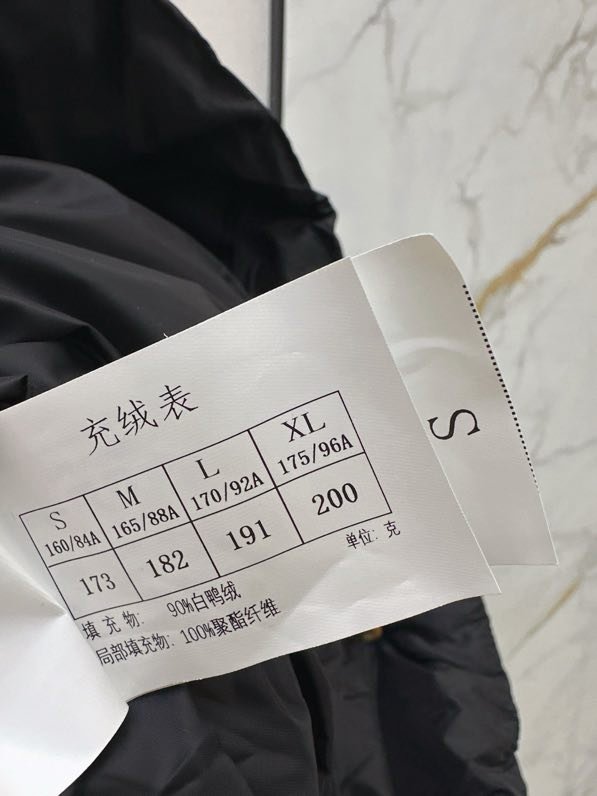 充绒表
S M L XL
160/84A 165/88A 170/92A 175/96A
173 182 191 200
单位: 克
填 充 物: 90%白鸭绒
局部填充物: 100%聚酯纤维
S